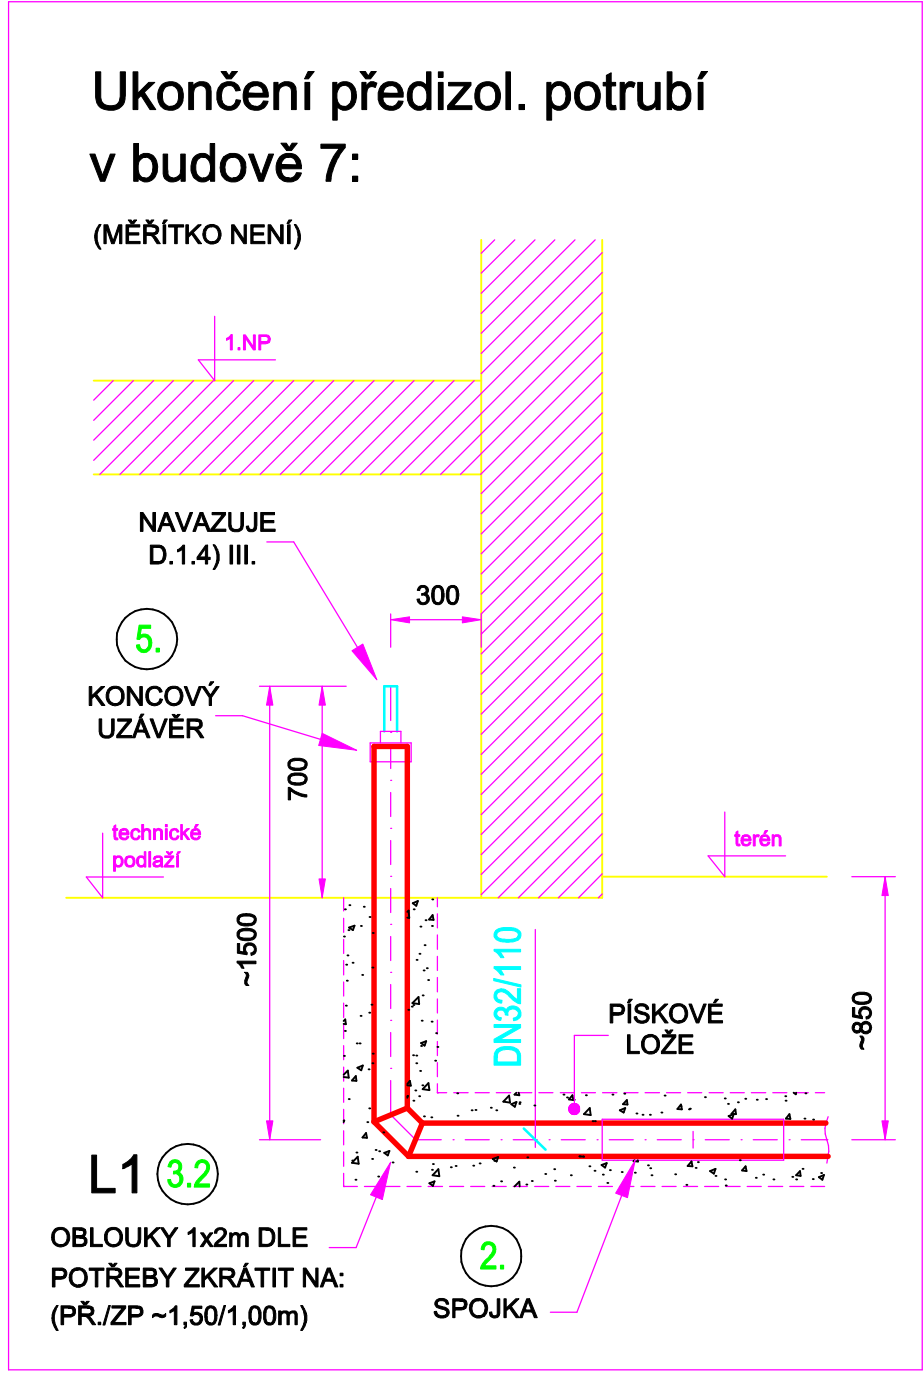 Ukončení předizol. potrubí
v budově 7:
(MĚŘÍTKO NENÍ)
1.NP
NAVAZUJE
D.1.4) III.
300
5.
KONCOVÝ
UZÁVĚR
700
technické
podlaží
terén
~1500
DN32/110
PÍSKOVÉ
LOŽE
~850
L1 3.2
OBLOUKY 1x2m DLE
POTŘEBY ZKRÁTIT NA:
(PŘ./ZP ~1,50/1,00m)
2.
SPOJKA